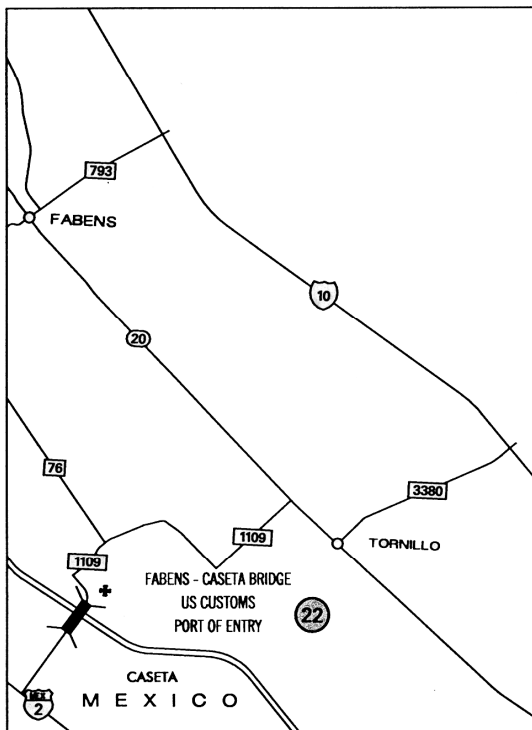 793
FABENS
10
20
76
3380
1109
TORNILLO
1109
FABENS - CASETA BRIDGE
US CUSTOMS
PORT OF ENTRY
22
CASETA
2
MEXICO